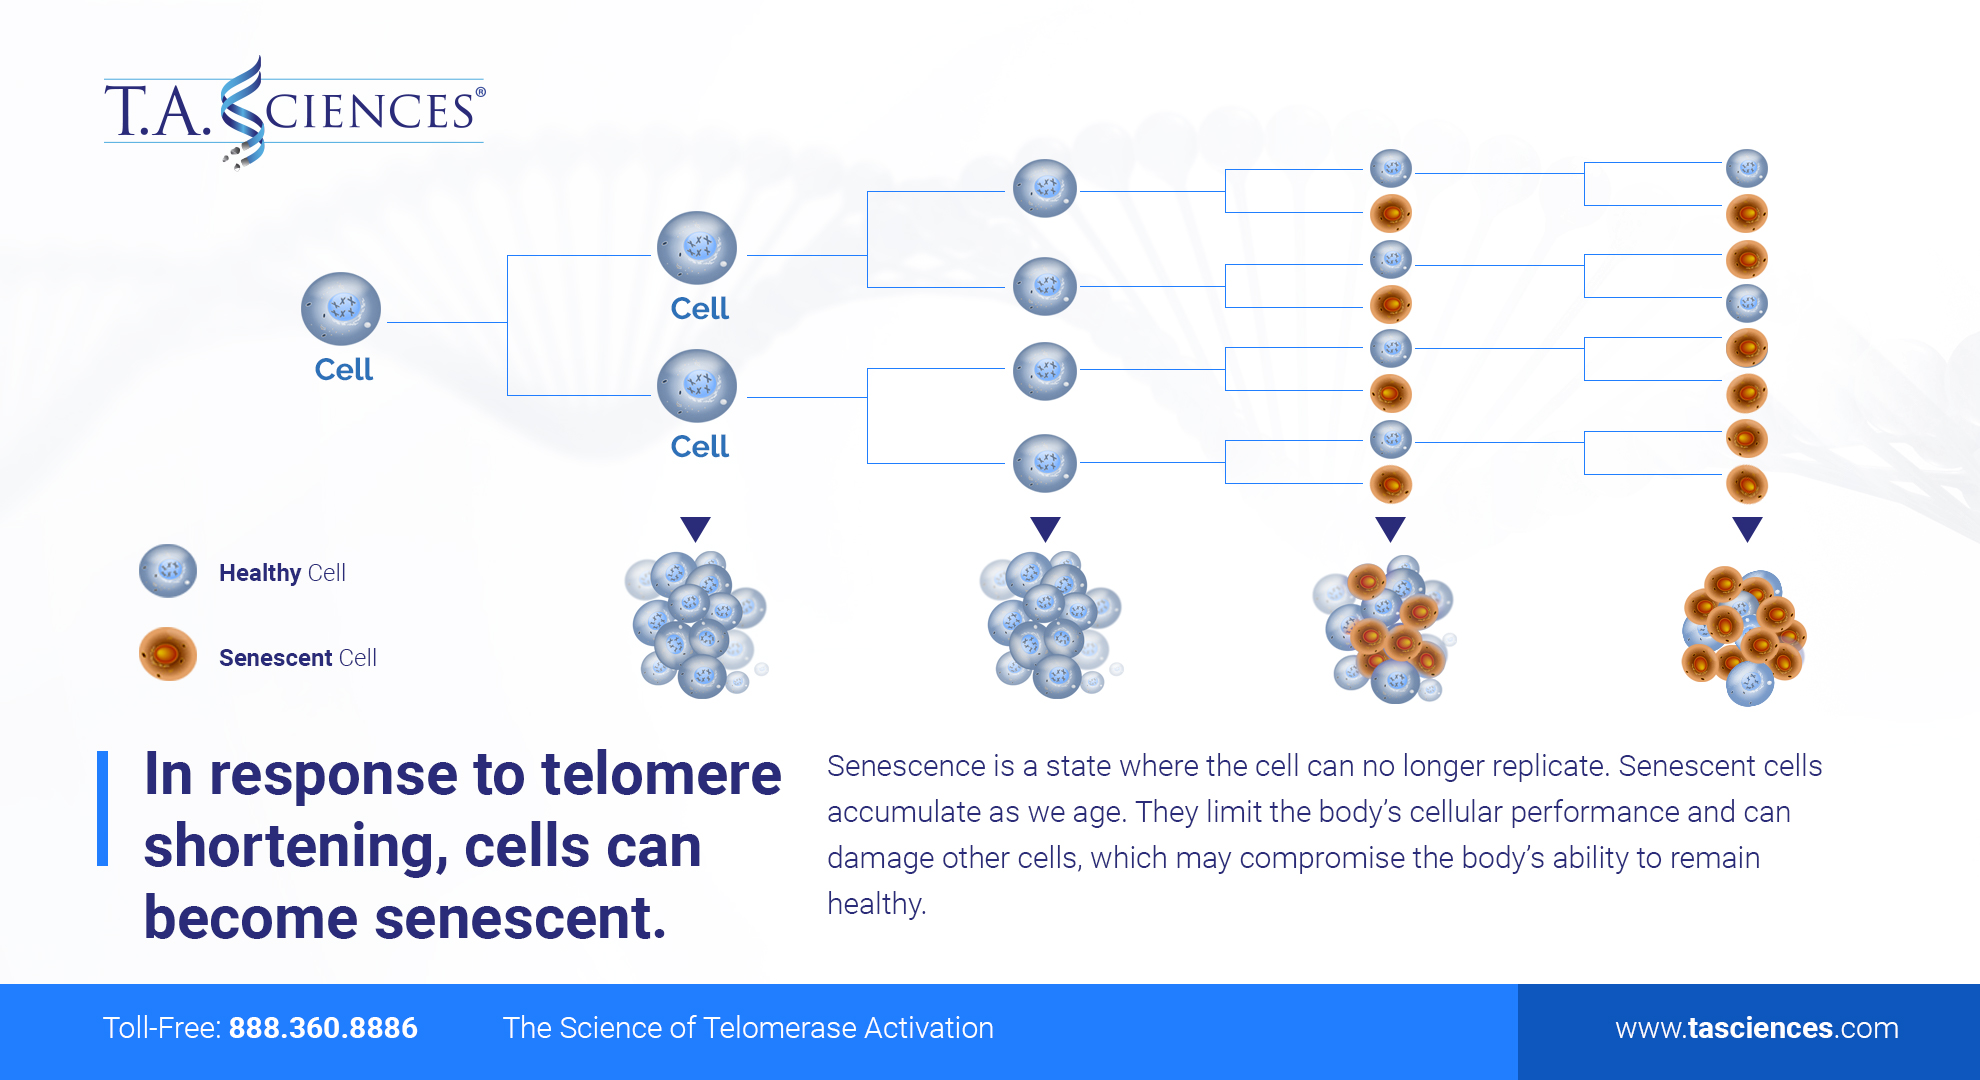 T.A. SCIENCES®
Cell
Cell
Cell
Healthy Cell
Senescent Cell
In response to telomere
shortening, cells can
become senescent.
Senescence is a state where the cell can no longer replicate. Senescent cells
accumulate as we age. They limit the body’s cellular performance and can
damage other cells, which may compromise the body’s ability to remain
healthy.
Toll-Free: 888.360.8886
The Science of Telomerase Activation
www.tasciences.com